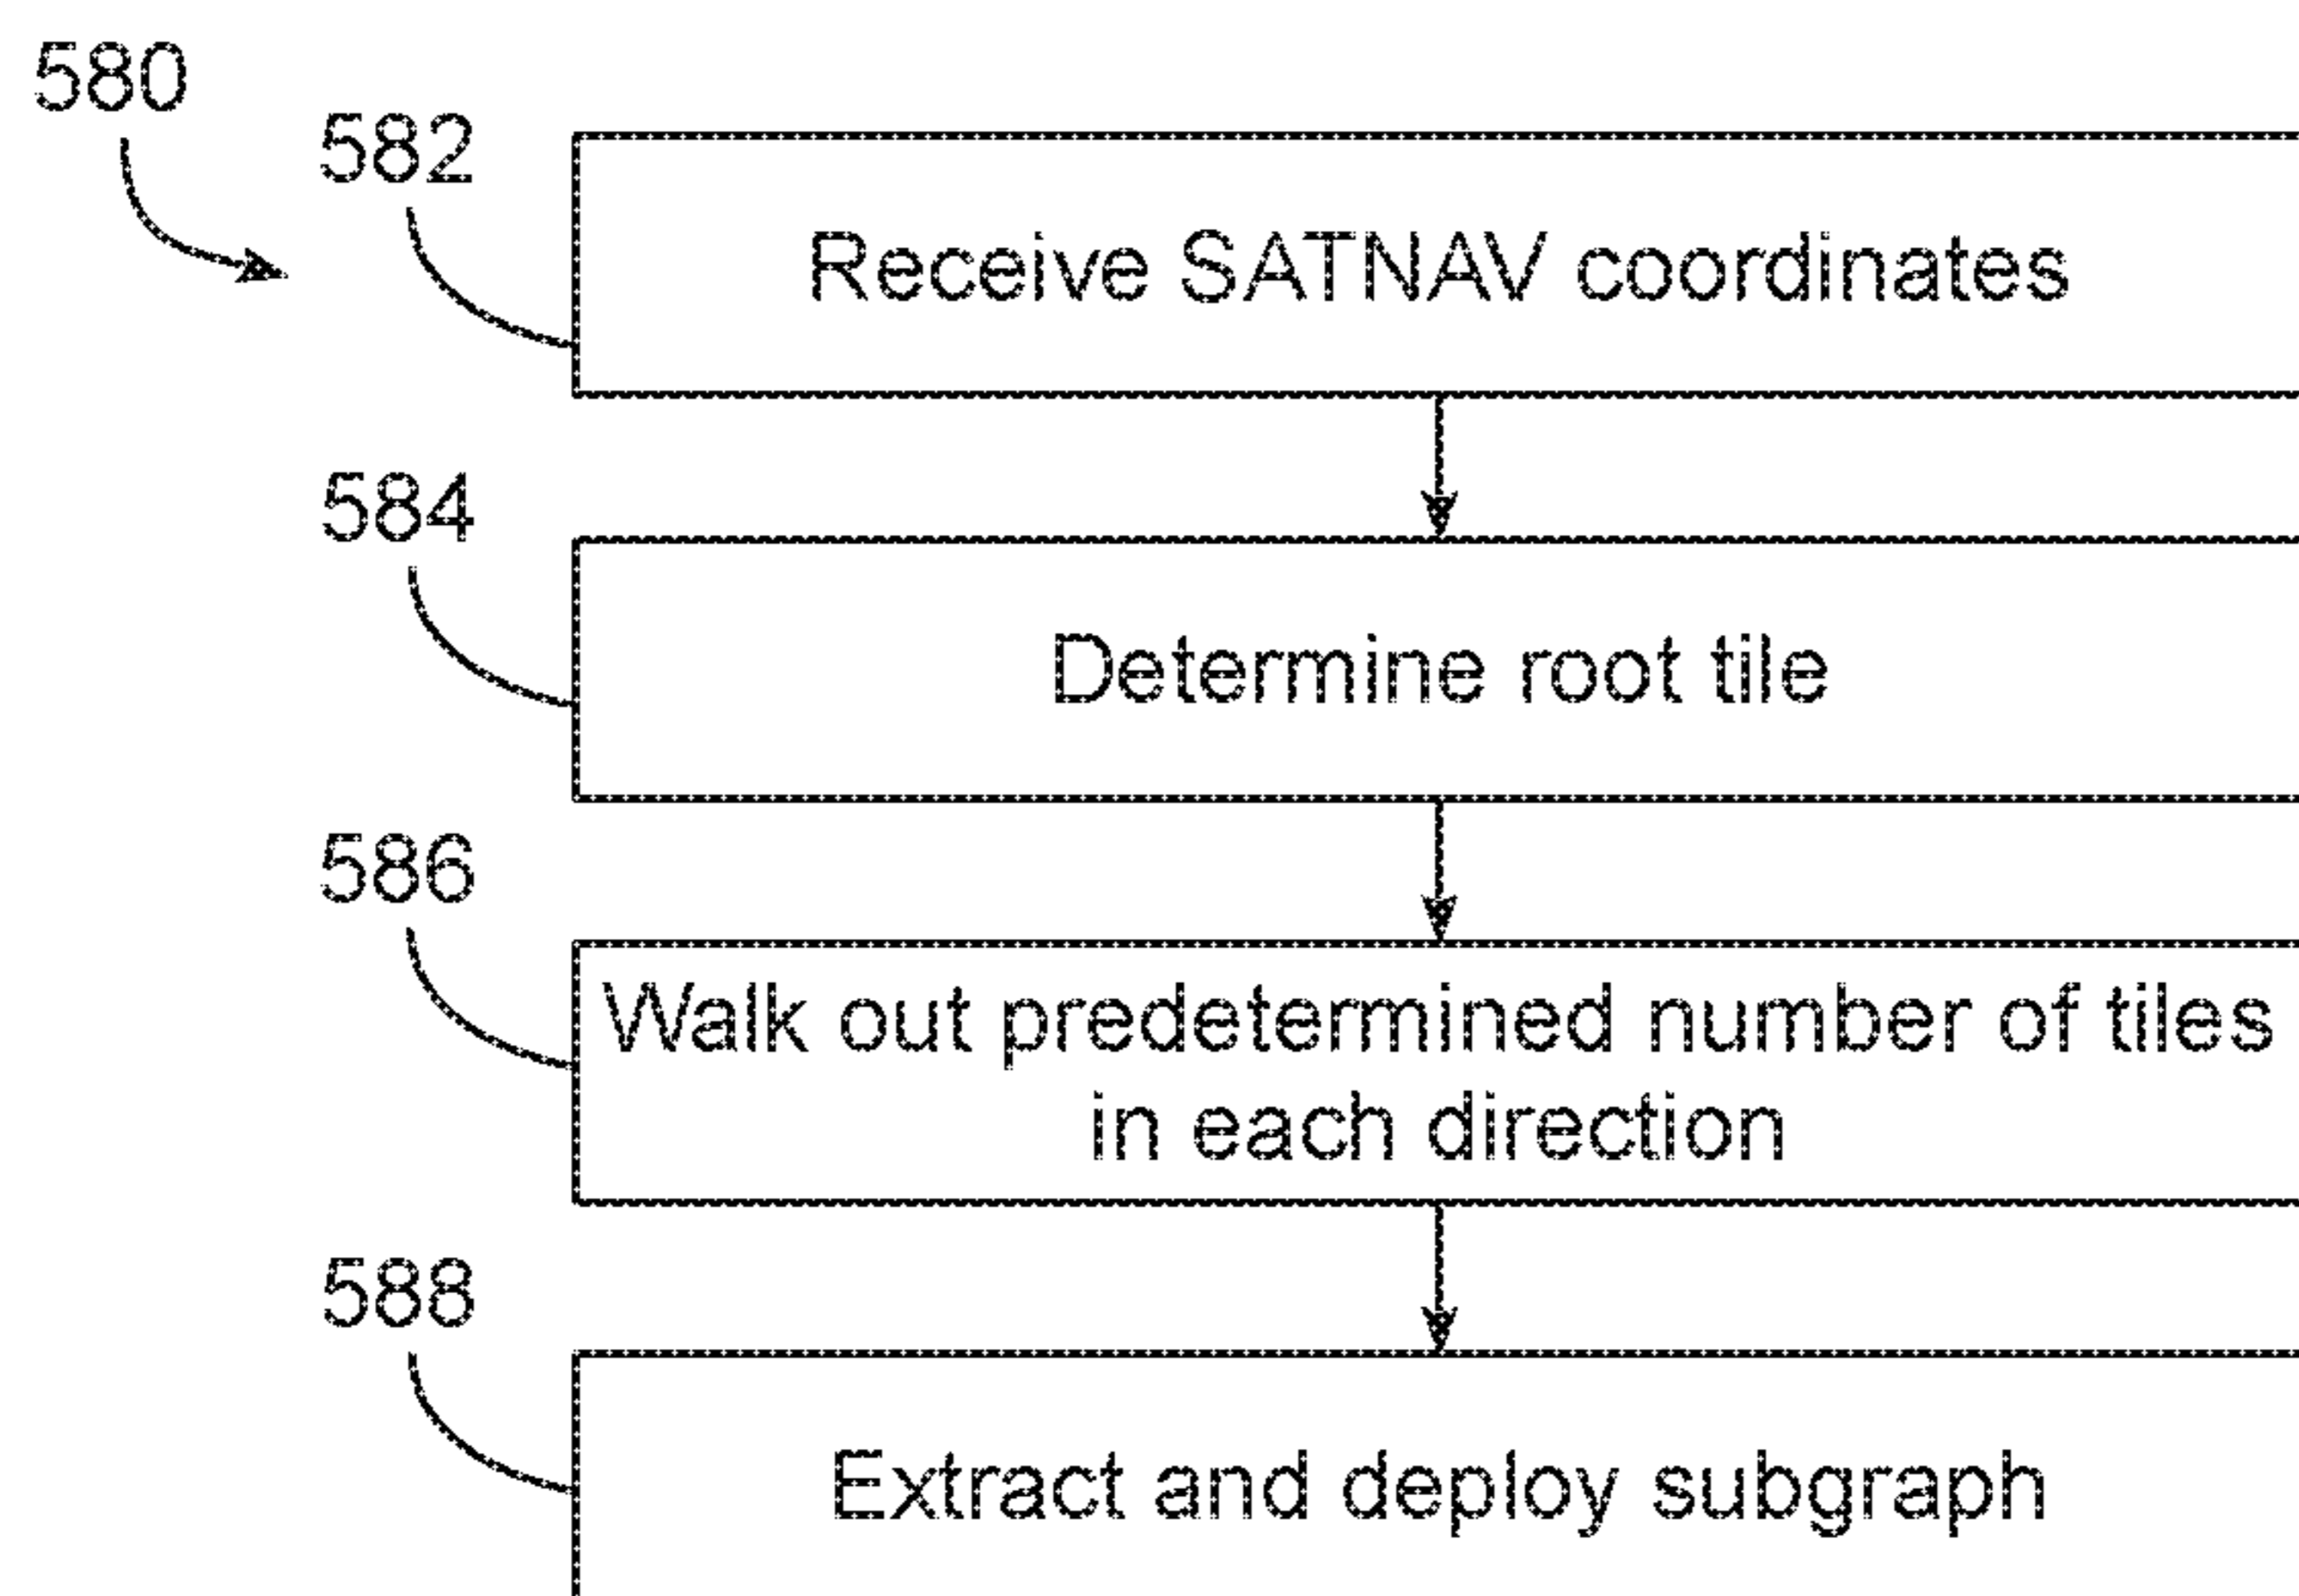 580
582
Receive SATNAV coordinates
584
Determine root tile
586
Walk out predetermined number of tiles
in each direction
588
Extract and deploy subgraph